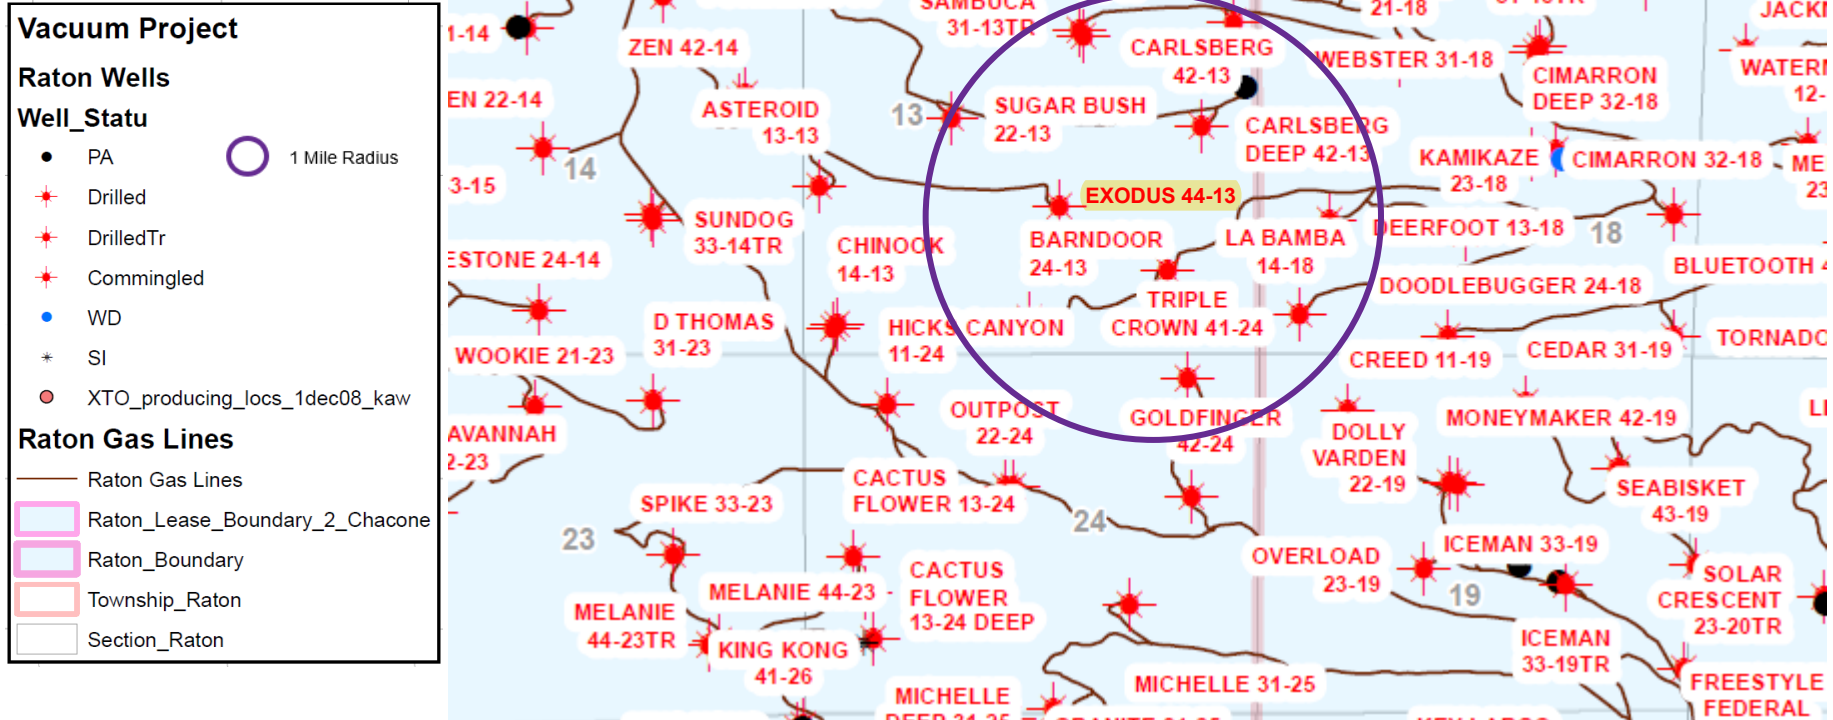 Vacuum Project
Raton Wells
Well_Statu
PA
1 Mile Radius
Drilled
DrilledTr
Commingled
WD
SI
XTO_producing_locs_1dec08_kaw
Raton Gas Lines
Raton Gas Lines
Raton_Lease_Boundary_2_Chacone
Raton_Boundary
Township_Raton
Section_Raton
SAMBUCA
31-13TR
21-18
JACK
1-14
ZEN 42-14
CARLSBERG
42-13
WEBSTER 31-18
CIMARRON
DEEP 32-18
WATER
12-
EN 22-14
ASTEROID
13-13
13
SUGAR BUSH
22-13
CARLSBERG
DEEP 42-13
14
KAMIKAZE
23-18
CIMARRON 32-18
ME
23
3-15
EXODUS 44-13
SUNDOG
33-14TR
CHINOOK
14-13
BARNDOOR
24-13
LA BAMBA
14-18
DEERFOOT 13-18
18
ESTONE 24-14
BLUETOOTH 4
DOODLEBUGGER 24-18
D THOMAS
31-23
HICKS CANYON
11-24
TRIPLE
CROWN 41-24
TORNADO
WOOKIE 21-23
CREED 11-19
CEDAR 31-19
OUTPOST
22-24
GOLDFINGER
42-24
MONEYMAKER 42-19
AVANNAH
2-23
DOLLY
VARDEN
22-19
CACTUS
FLOWER 13-24
SPIKE 33-23
SEABISKET
43-19
23
24
ICEMAN 33-19
OVERLOAD
23-19
19
MELANIE 44-23
CACTUS
FLOWER
13-24 DEEP
SOLAR
CRESCENT
23-20TR
MELANIE
44-23TR
KING KONG
41-26
ICEMAN
33-19TR
MICHELLE 31-25
MICHELLE
FREESTYLE
FEDERAL